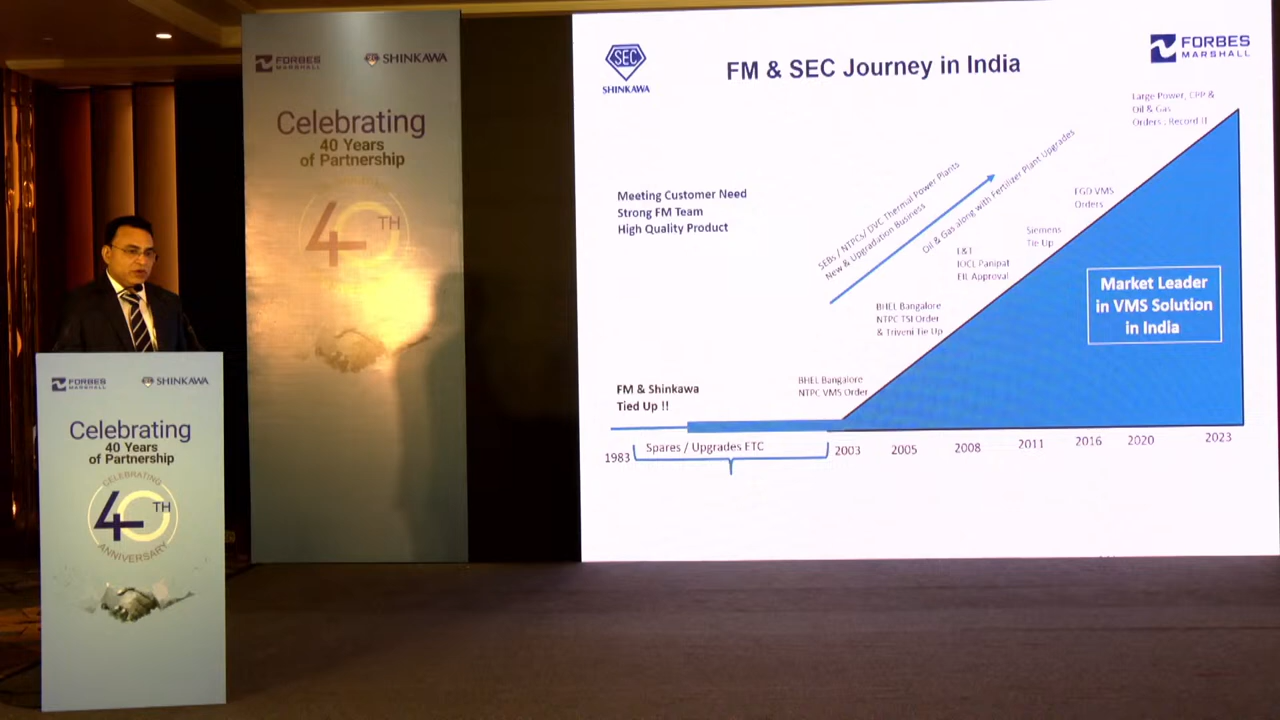 FORBES
MARSHALL
SHINKAWA
Celebrating
40 Years
of Partnership
40TH
FORBES
MARSHALL
SHINKAWA
Celebrating
40 Years
of Partnership
CELEBRATING
40TH
ANNIVERSARY
SEC
SHINKAWA
FM & SEC Journey in India
FORBES
MARSHALL
Meeting Customer Need
Strong FM Team
High Quality Product
SEBs / NTPCs/ DVC Thermal Power Plants
New & Upgradation Business
Oil & Gas along with Fertilizer Plant Upgrades
Large Power, CPP &
Oil & Gas
Orders : Record !!
FGD VMS
Orders
Siemens
Tie Up
L&T
IOCL Panipat
EIL Approval
BHEL Bangalore
NTPC TSI Order
& Triveni Tie Up
BHEL Bangalore
NTPC VMS Order
Market Leader
in VMS Solution
in India
FM & Shinkawa
Tied Up !!
Spares / Upgrades ETC
1983
2003
2005
2008
2011
2016
2020
2023